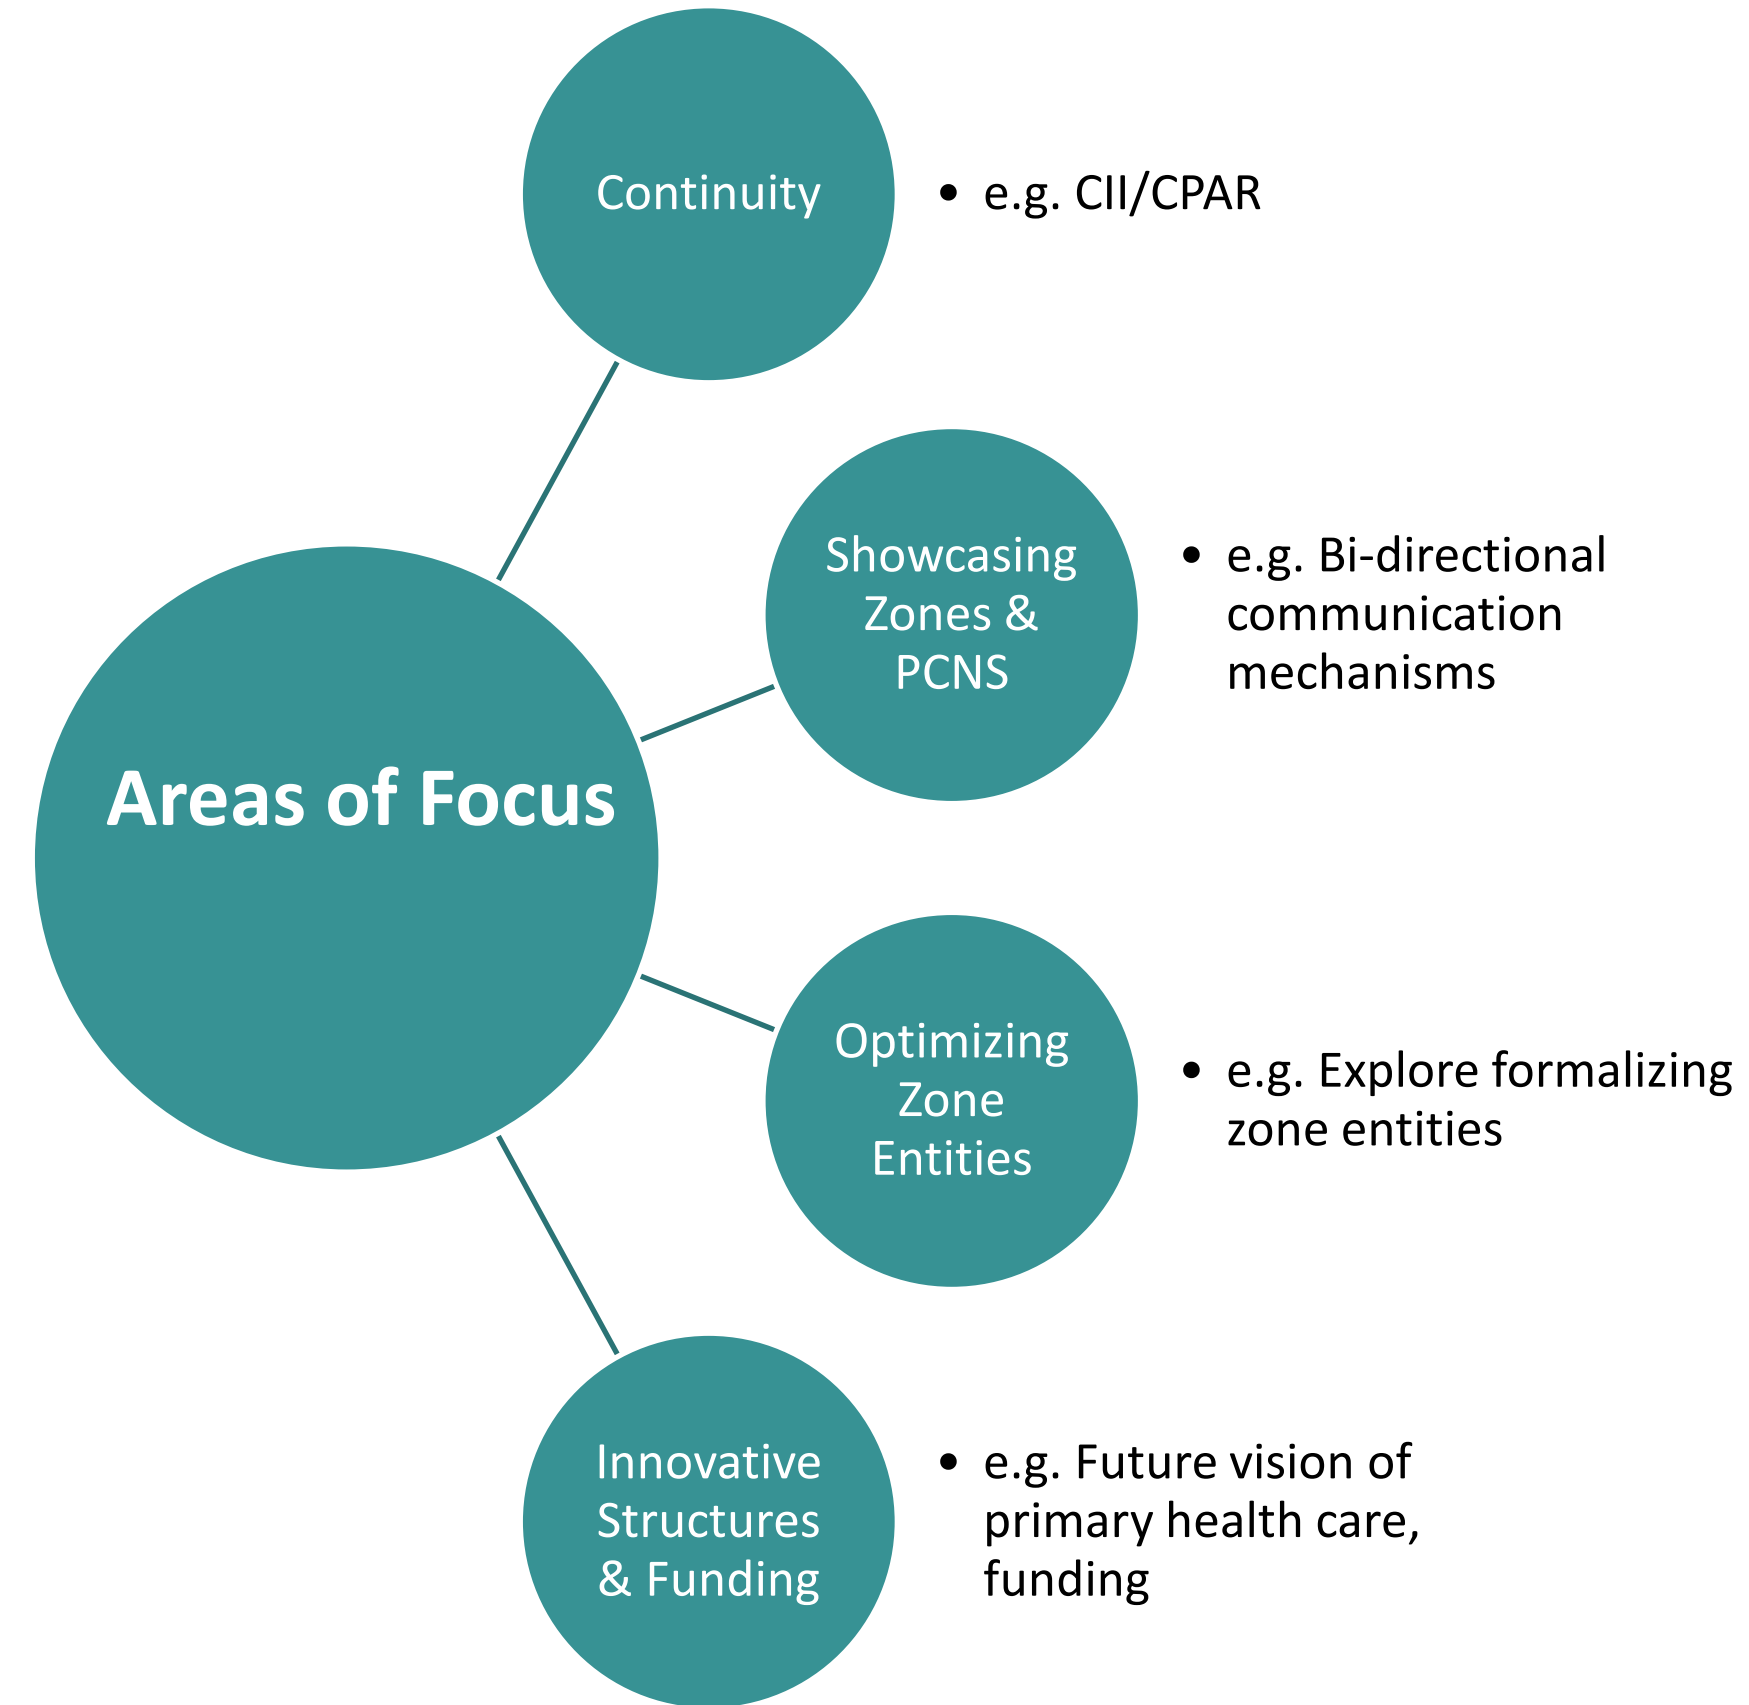 Continuity
• e.g. CII/CPAR
Showcasing
Zones &
PCNS
• e.g. Bi-directional
communication
mechanisms
Areas of Focus
Optimizing
Zone
Entities
• e.g. Explore formalizing
zone entities
Innovative
Structures
& Funding
• e.g. Future vision of
primary health care,
funding